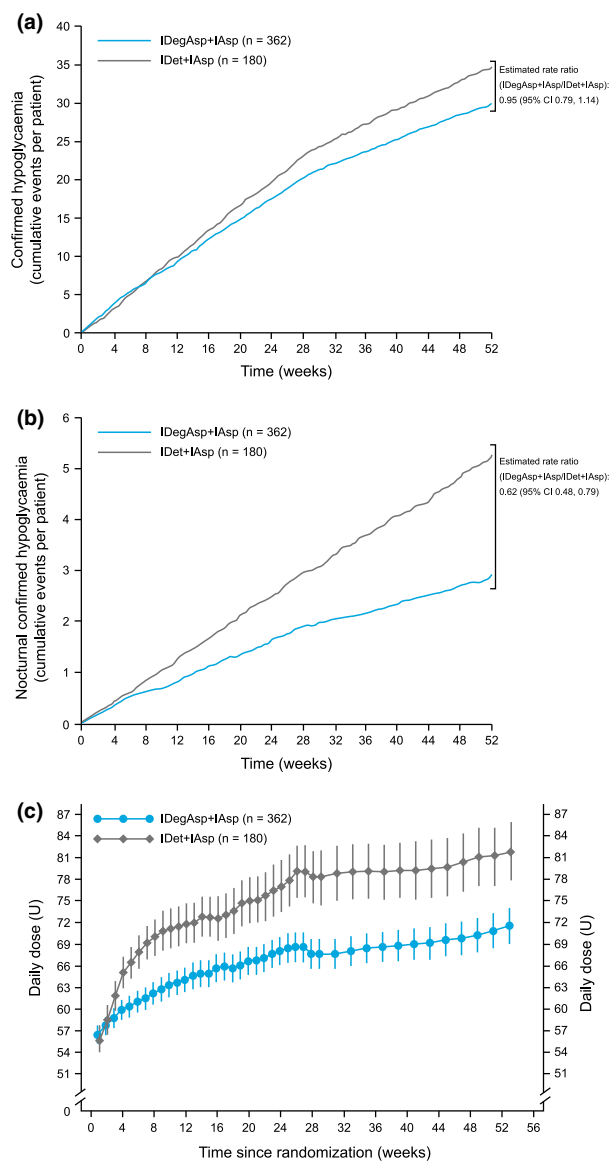 (a)
IDegAsp+IAsp (n = 362)
IDet+IAsp (n = 180)
Estimated rate ratio
(IDegAsp+IAsp/IDet+IAsp):
0.95 (95% CI 0.79, 1.14)
Confirmed hypoglycaemia
(cumulative events per patient)
40
35
30
25
20
15
10
5
0
0 4 8 12 16 20 24 28 32 36 40 44 48 52
Time (weeks)
(b)
IDegAsp+IAsp (n = 362)
IDet+IAsp (n = 180)
Estimated rate ratio
(IDegAsp+IAsp/IDet+IAsp):
0.62 (95% CI 0.48, 0.79)
Nocturnal confirmed hypoglycaemia
(cumulative events per patient)
6
5
4
3
2
1
0
0 4 8 12 16 20 24 28 32 36 40 44 48 52
Time (weeks)
(c)
IDegAsp+IAsp (n = 362)
IDet+IAsp (n = 180)
Daily dose (U)
87 87
84 84
81 81
78 78
75 75
72 72
69 69
66 66
63 63
60 60
57 57
54 54
51 51
0 0
Daily dose (U)
0 4 8 12 16 20 24 28 32 36 40 44 48 52 56
Time since randomization (weeks)